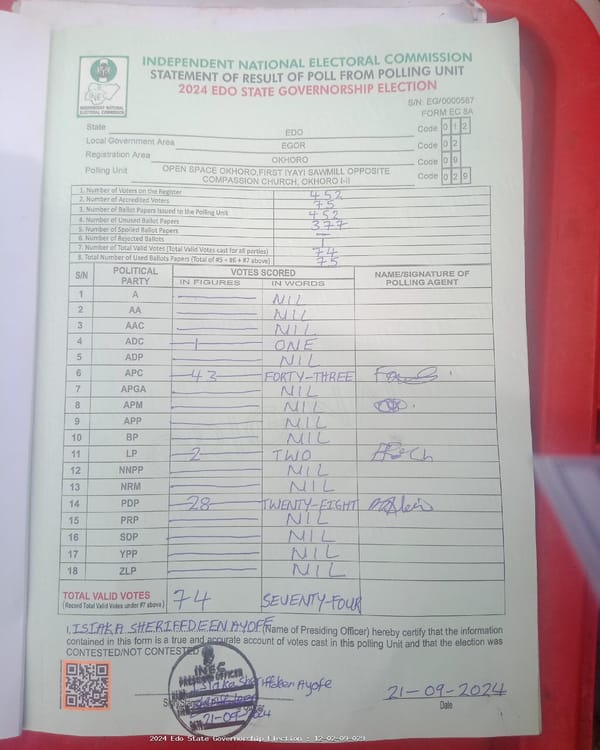 INDEPENDENT NATIONAL ELECTORAL COMMISSION
STATEMENT OF RESULT OF POLL FROM POLLING UNIT
2024 EDO STATE GOVERNORSHIP ELECTION
INEC
INDEPENDENT NATIONAL
ELECTORAL COMMISSION
S/N: EG/0000587
FORM EC 8A
State EDO Code 0 1 2
Local Government Area EGOR Code 0 2
Registration Area OKHORO Code 0 9
Polling Unit OPEN SPACE OKHORO,FIRST IYAYI SAWMILL OPPOSITE Code 0 2 9
COMPASSION CHURCH, OKHORO I-II
1. Number of Voters on the Register 452
2. Number of Accredited Voters 75
3. Number of Ballot Papers Issued to the Polling Unit 452
4. Number of Unused Ballot Papers 377
5. Number of Spoiled Ballot Papers —
6. Number of Rejected Ballots 1
7. Number of Total Valid Votes (Total Valid Votes cast for all parties) 74
8. Total Number of Used Ballots Papers (Total of #5 + #6 + #7 above) 75
S/N POLITICAL PARTY VOTES SCORED NAME/SIGNATURE OF POLLING AGENT
IN FIGURES IN WORDS
1 A NIL
2 AA NIL
3 AAC NIL
4 ADC 1 ONE
5 ADP NIL
6 APC 43 FORTY-THREE
7 APGA NIL
8 APM NIL
9 APP NIL
10 BP NIL
11 LP 2 TWO
12 NNPP NIL
13 NRM NIL
14 PDP 28 TWENTY-EIGHT
15 PRP NIL
16 SDP NIL
17 YPP NIL
18 ZLP NIL
TOTAL VALID VOTES 74 SEVENTY-FOUR
(Record Total Valid Votes under #7 above)
I, ISIAKA SHERIFFDEEN AYOFE (Name of Presiding Officer) hereby certify that the information
contained in this form is a true and accurate account of votes cast in this polling Unit and that the election was
CONTESTED/NOT CONTESTED
INEC
PRESIDING OFFICER
21-09-2024
21-09-2024
Date
2024 Edo State Governorship Election - 12-02-09-029